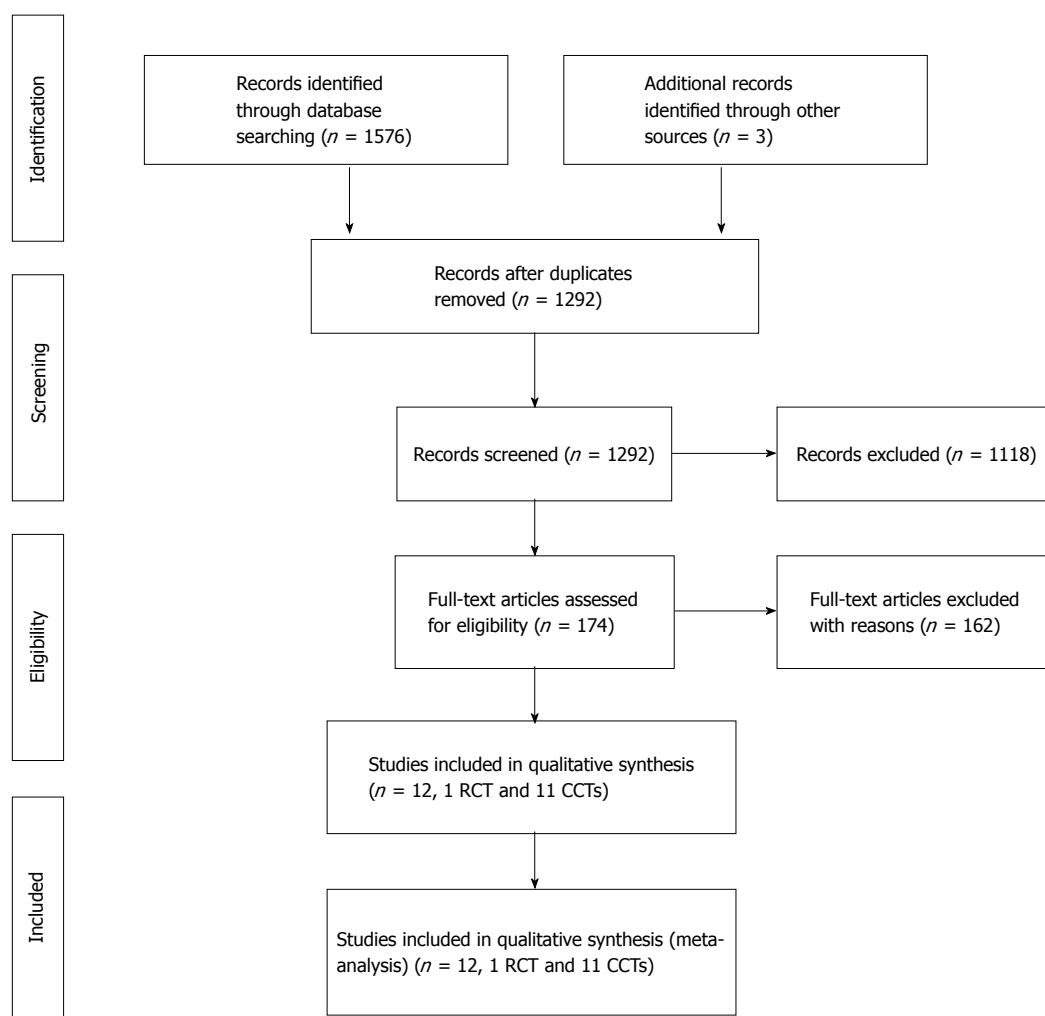 Identification
Records identified
through database
searching (n = 1576)
Additional records
identified through other
sources (n = 3)
Records after duplicates
removed (n = 1292)
Screening
Records screened (n = 1292)
Records excluded (n = 1118)
Eligibility
Full-text articles assessed
for eligibility (n = 174)
Full-text articles excluded
with reasons (n = 162)
Studies included in qualitative synthesis
(n = 12, 1 RCT and 11 CCTs)
Included
Studies included in qualitative synthesis (meta-
analysis) (n = 12, 1 RCT and 11 CCTs)